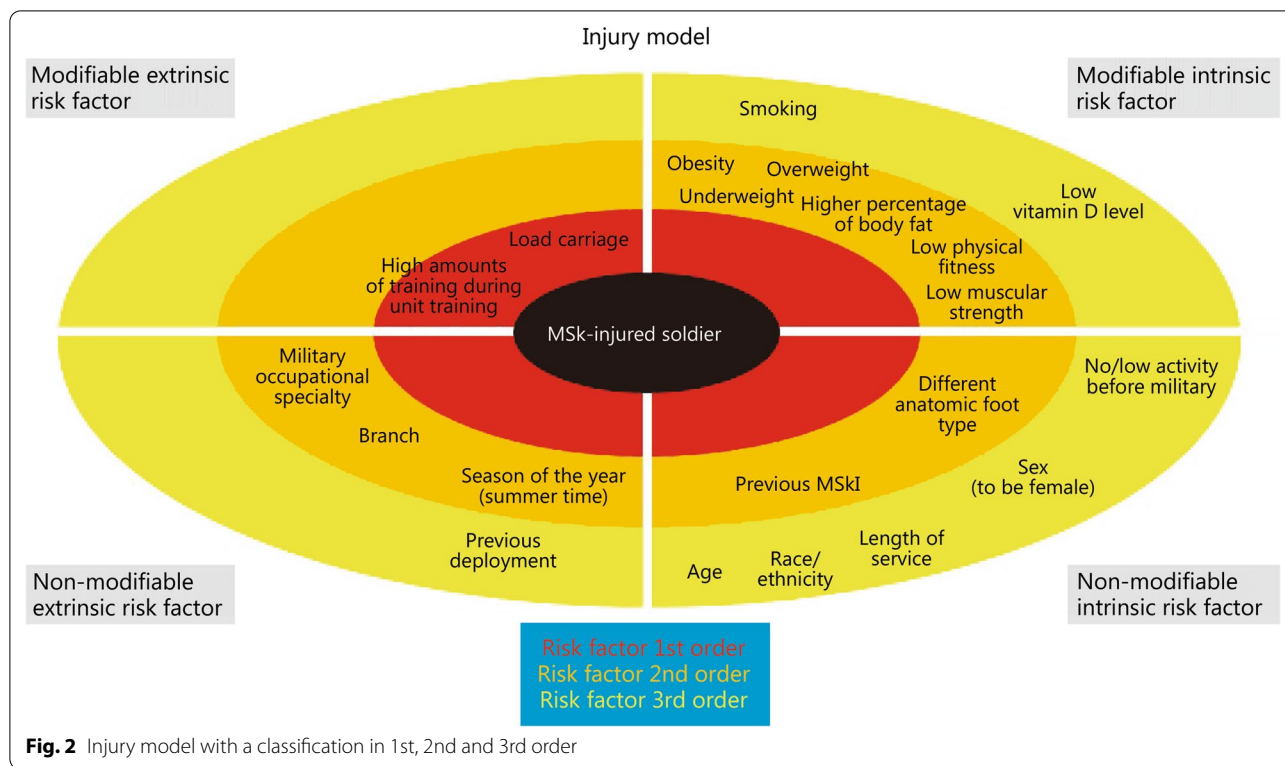 Injury model
Modifiable extrinsic
risk factor
Modifiable intrinsic
risk factor
Smoking
Obesity
Overweight
Underweight
Higher percentage
of body fat
Low
vitamin D level
Low physical
fitness
Low muscular
strength
Load carriage
High amounts
of training during
unit training
MSk-injured soldier
Military
occupational
specialty
Branch
Season of the year
(summer time)
Previous
deployment
No/low activity
before military
Different
anatomic foot
type
Sex
(to be female)
Previous MSkI
Length of
service
Race/
ethnicity
Age
Non-modifiable
extrinsic risk factor
Non-modifiable
intrinsic risk factor
Risk factor 1st order
Risk factor 2nd order
Risk factor 3rd order
Fig. 2 Injury model with a classification in 1st, 2nd and 3rd order